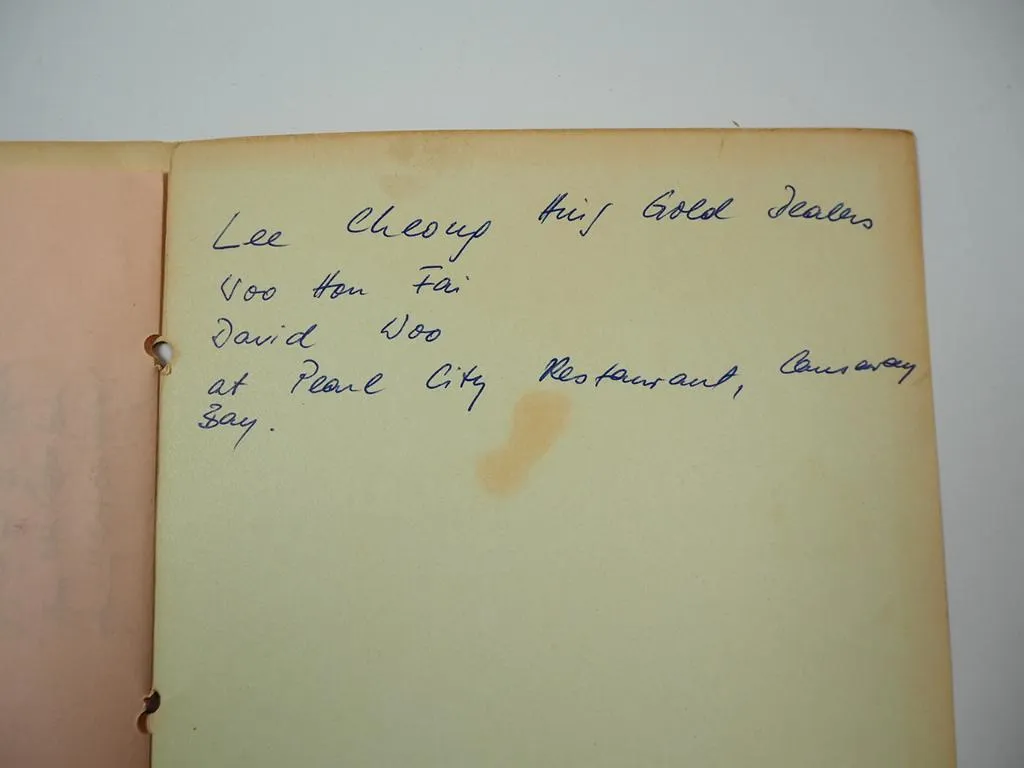 Lee Cheong Hing Gold Dealers
Woo Hon Fai
David Woo
at Pearl City Restaurant, Causeway
Bay.